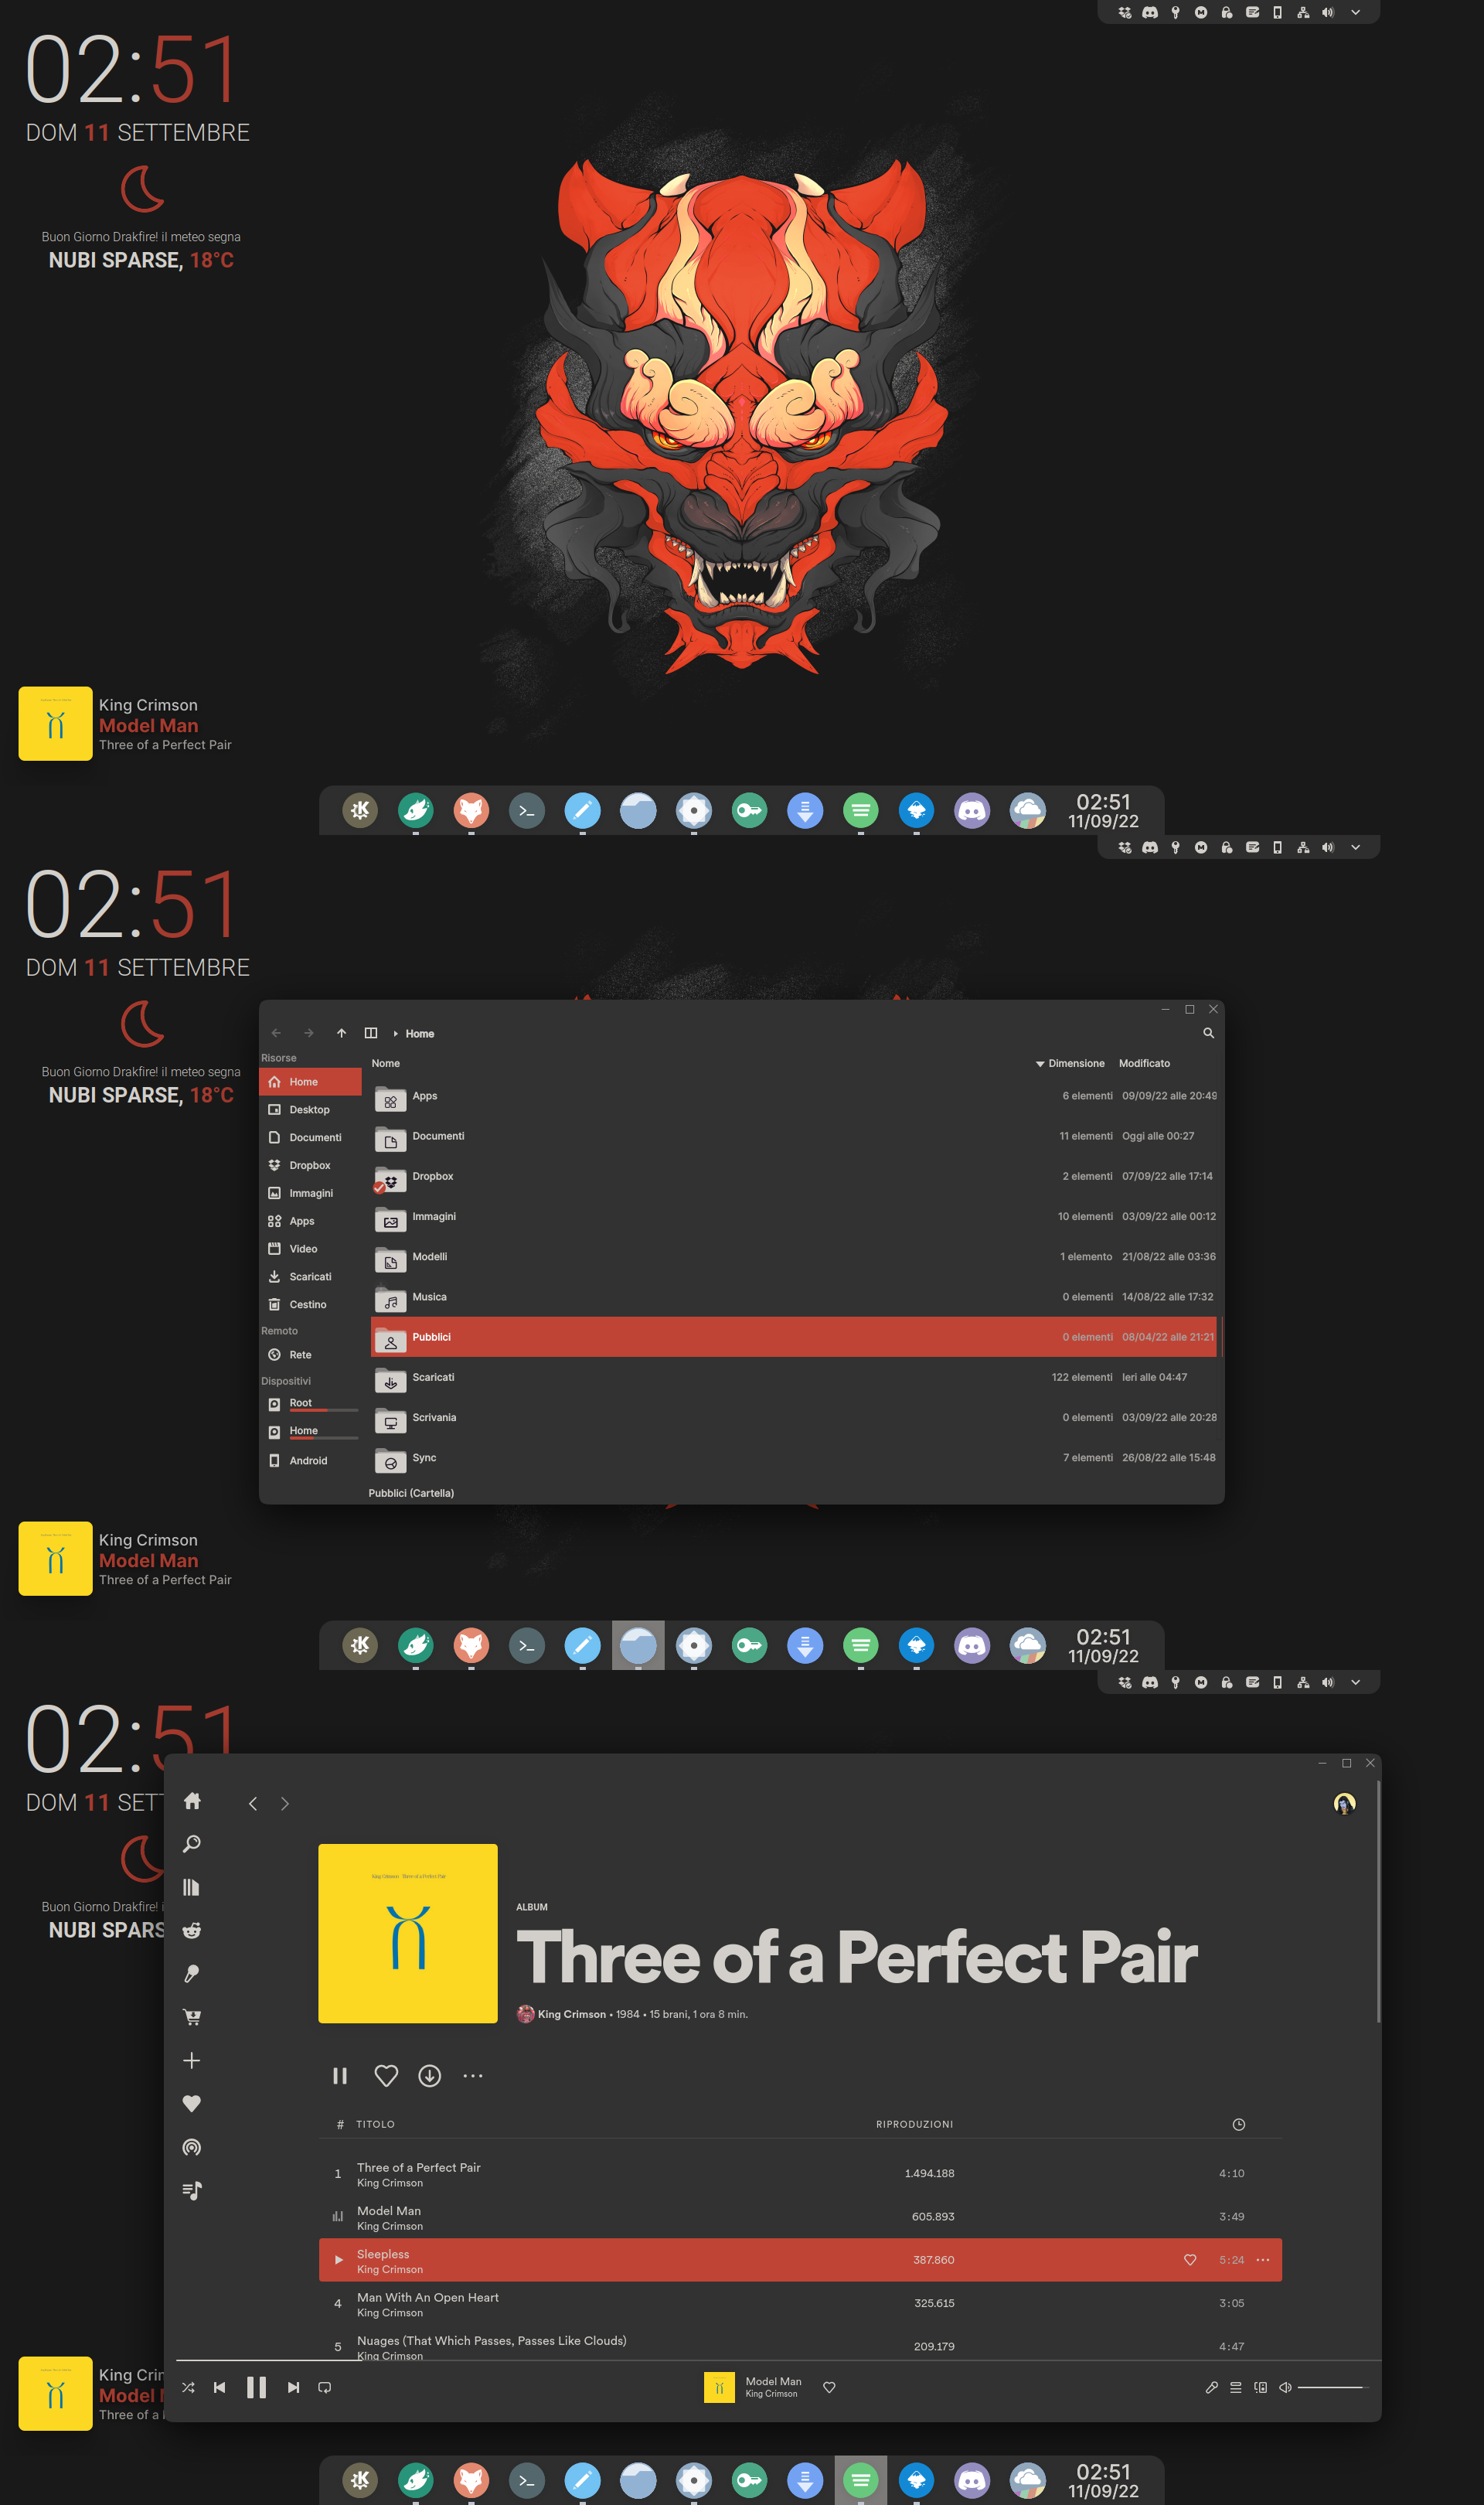 02:51
DOM 11 SETTEMBRE
Buon Giorno Drakfire! il meteo segna
NUBI SPARSE, 18°C
King Crimson
Model Man
Three of a Perfect Pair
02:51
11/09/22
02:51
DOM 11 SETTEMBRE
Buon Giorno Drakfire! il meteo segna
NUBI SPARSE, 18°C
Home
Risorse
Home
Desktop
Documenti
Dropbox
Immagini
Apps
Video
Scaricati
Cestino
Remoto
Rete
Dispositivi
Root
Home
Android
Nome Dimensione Modificato
Apps 6 elementi 09/09/22 alle 20:49
Documenti 11 elementi Oggi alle 00:27
Dropbox 2 elementi 07/09/22 alle 17:14
Immagini 10 elementi 03/09/22 alle 00:12
Modelli 1 elemento 21/08/22 alle 03:36
Musica 0 elementi 14/08/22 alle 17:32
Pubblici 0 elementi 08/04/22 alle 21:21
Scaricati 122 elementi Ieri alle 04:47
Scrivania 0 elementi 03/09/22 alle 20:28
Sync 7 elementi 26/08/22 alle 15:48
Pubblici (Cartella)
King Crimson
Model Man
Three of a Perfect Pair
02:51
11/09/22
02:51
DOM 11 SETT
Buon Giorno Drakfire! i
NUBI SPARS
King Crimson Three of a Perfect Pair
ALBUM
Three of a Perfect Pair
King Crimson • 1984 • 15 brani, 1 ora 8 min.
# TITOLO RIPRODUZIONI
1 Three of a Perfect Pair 1.494.188 4:10
King Crimson
Model Man 605.893 3:49
King Crimson
Sleepless 387.860 5:24
King Crimson
4 Man With An Open Heart 325.615 3:05
King Crimson
5 Nuages (That Which Passes, Passes Like Clouds) 209.179 4:47
King Crimson
Model Man
King Crimson
King Crim
Model M
Three of a
02:51
11/09/22